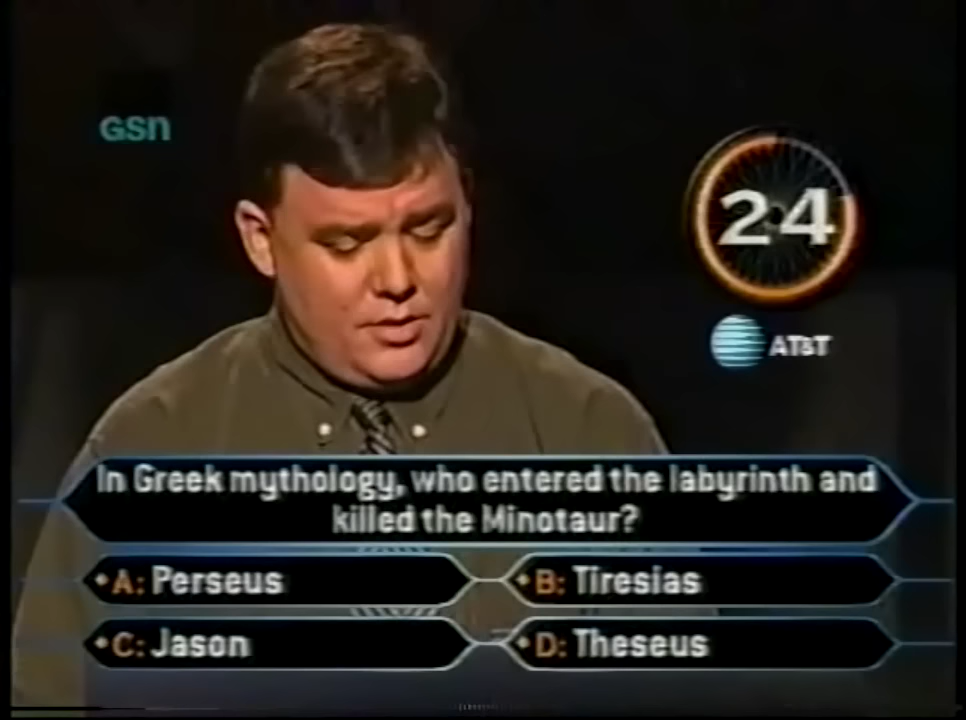 GSN
24
AT&T
In Greek mythology, who entered the labyrinth and
killed the Minotaur?
A: Perseus
B: Tiresias
C: Jason
D: Theseus